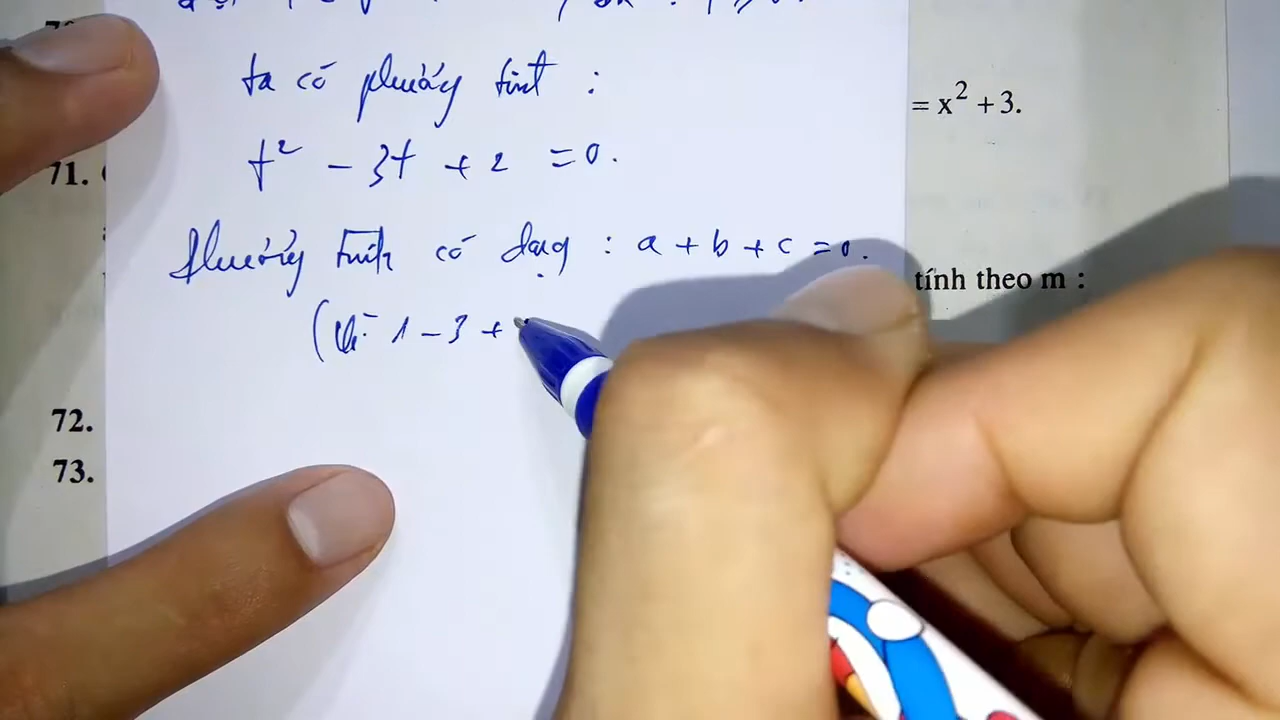 ta có phương trình :
= x² + 3.
71.
t² - 3t + 2 = 0.
Phương trình có dạng : a + b + c = 0.
tính theo m :
(Vì 1 - 3 +
72.
73.